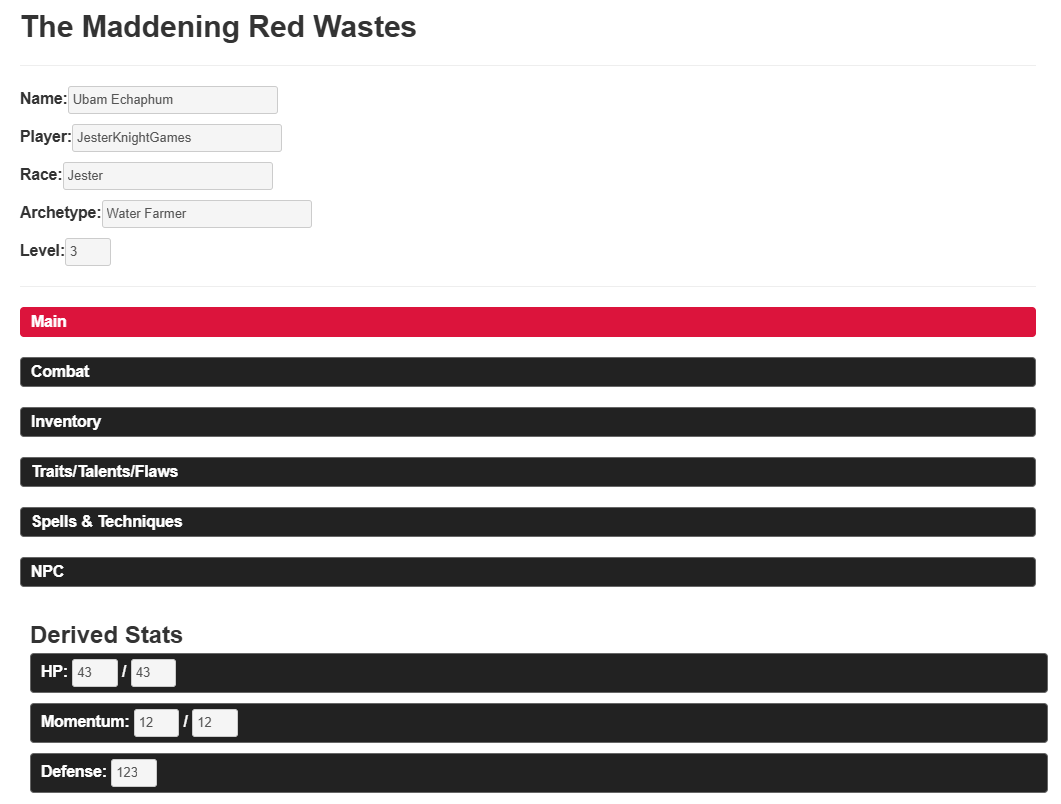 The Maddening Red Wastes
Name: Ubam Echaphum
Player: JesterKnightGames
Race: Jester
Archetype: Water Farmer
Level: 3
Main
Combat
Inventory
Traits/Talents/Flaws
Spells & Techniques
NPC
Derived Stats
HP: 43 / 43
Momentum: 12 / 12
Defense: 123